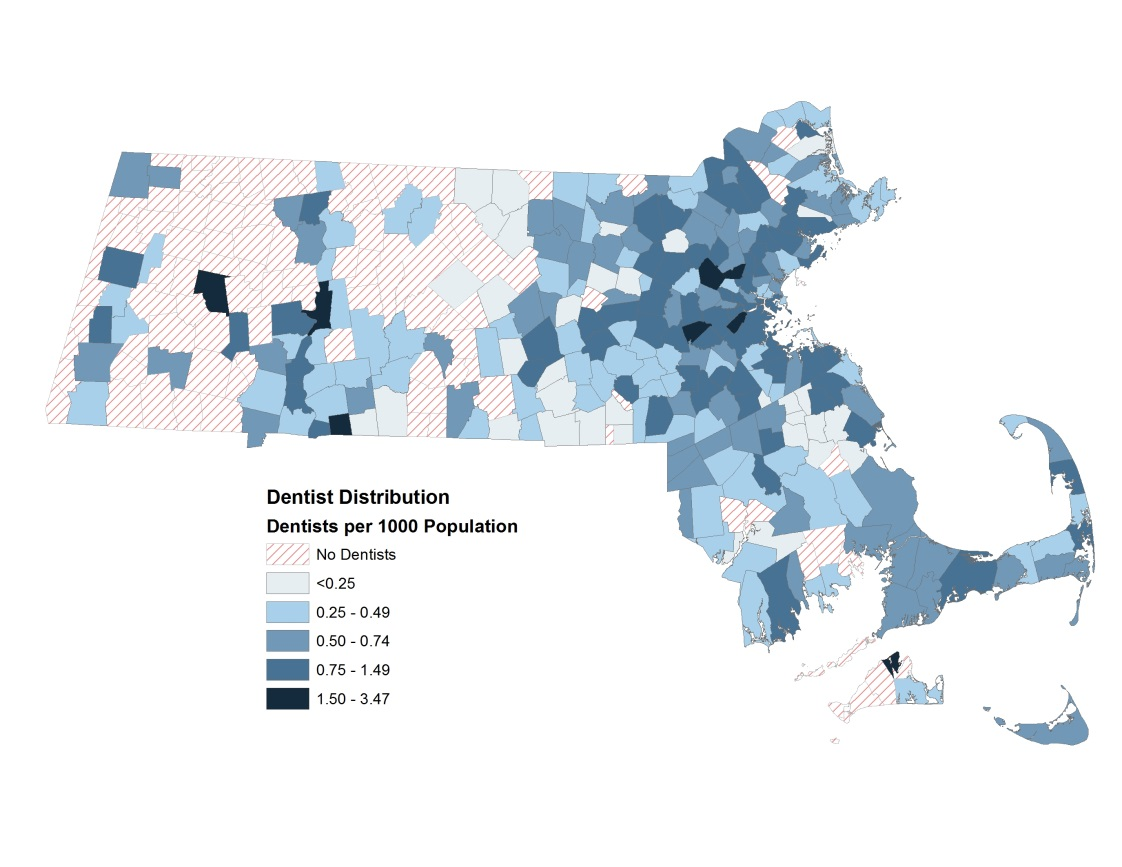 Dentist Distribution
Dentists per 1000 Population
No Dentists
<0.25
0.25 - 0.49
0.50 - 0.74
0.75 - 1.49
1.50 - 3.47